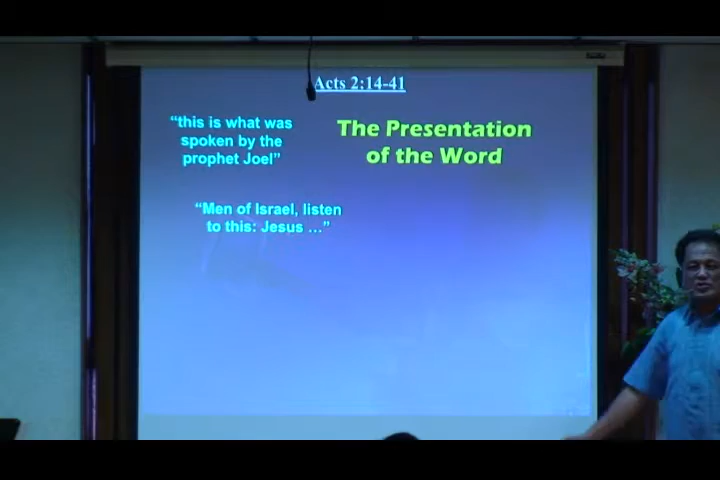 Acts 2:14-41
“this is what was
spoken by the
prophet Joel”
The Presentation
of the Word
“Men of Israel, listen
to this: Jesus ...”